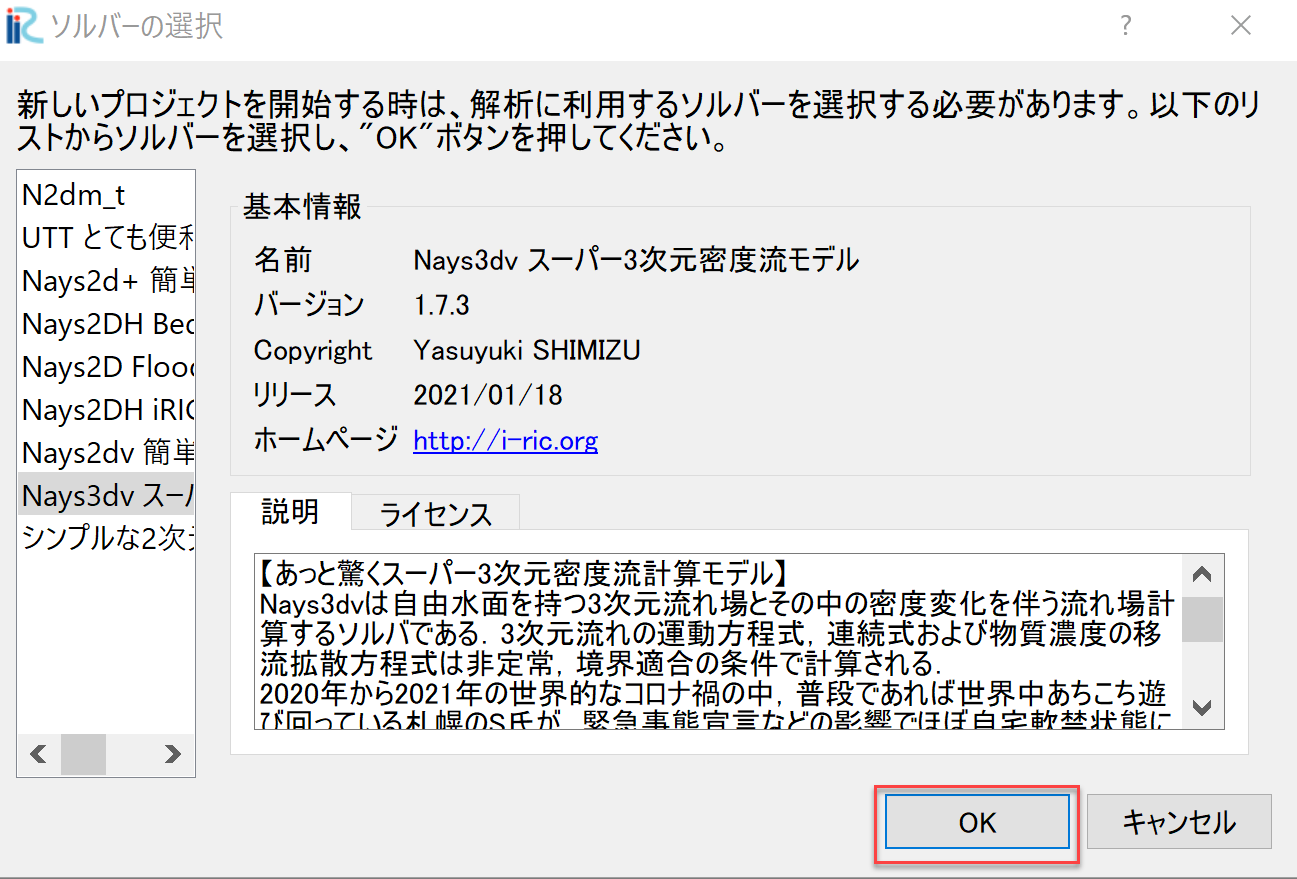 iRC ソルバーの選択
?
新しいプロジェクトを開始する時は、解析に利用するソルバーを選択する必要があります。以下のリ
ストからソルバーを選択し、"OK"ボタンを押してください。
N2dm_t
UTT とても便利
Nays2d+ 簡単
Nays2DH Bed
Nays2D Flood
Nays2DH iRIC
Nays2dv 簡単
Nays3dv スーパ
シンプルな2次元
基本情報
名前 Nays3dv スーパー3次元密度流モデル
バージョン 1.7.3
Copyright Yasuyuki SHIMIZU
リリース 2021/01/18
ホームページ http://i-ric.org
説明 ライセンス
【あっと驚くスーパー3次元密度流計算モデル】
Nays3dvは自由水面を持つ3次元流れ場とその中の密度変化を伴う流れ場計
算するソルバである. 3次元流れの運動方程式, 連続式および物質濃度の移
流拡散方程式は非定常, 境界適合の条件で計算される.
2020年から2021年の世界的なコロナ禍の中, 普段であれば世界中あちこち遊
び回っている札幌のS氏が, 緊急事態宣言などの影響でほぼ自宅軟禁状態に
OK キャンセル